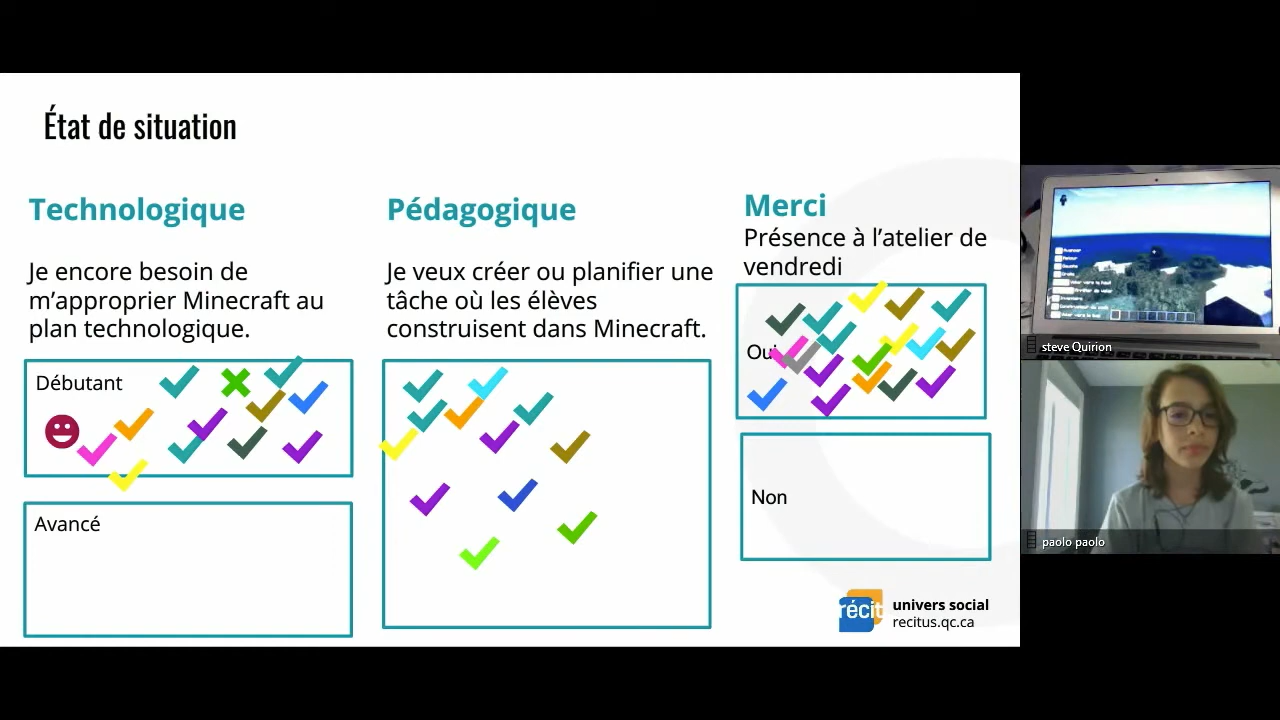 État de situation
Technologique
Je encore besoin de
m’approprier Minecraft au
plan technologique.
Débutant
Avancé
Pédagogique
Je veux créer ou planifier une
tâche où les élèves
construisent dans Minecraft.
Merci
Présence à l’atelier de
vendredi
Oui
Non
récit
univers social
recitus.qc.ca
steve Quirion
paolo paolo